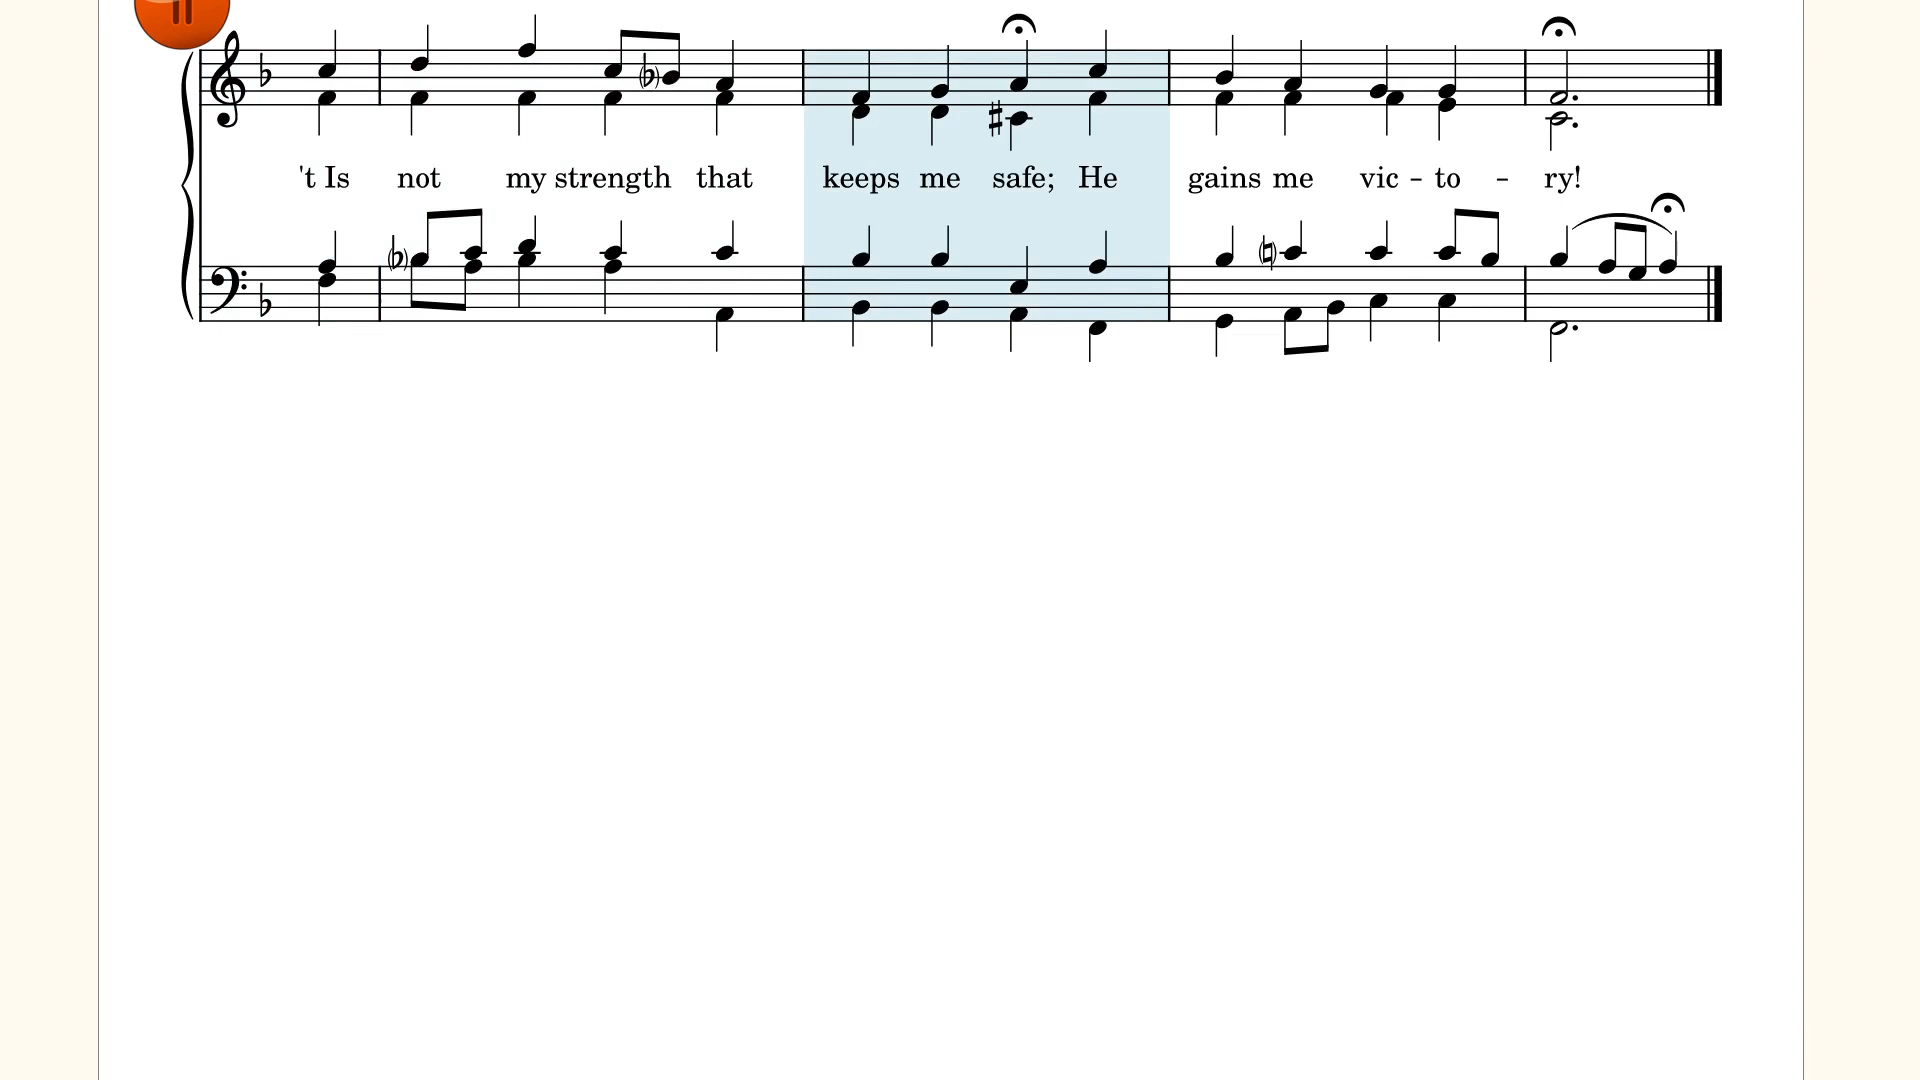 't Is not my strength that keeps me safe; He gains me vic - to - ry!